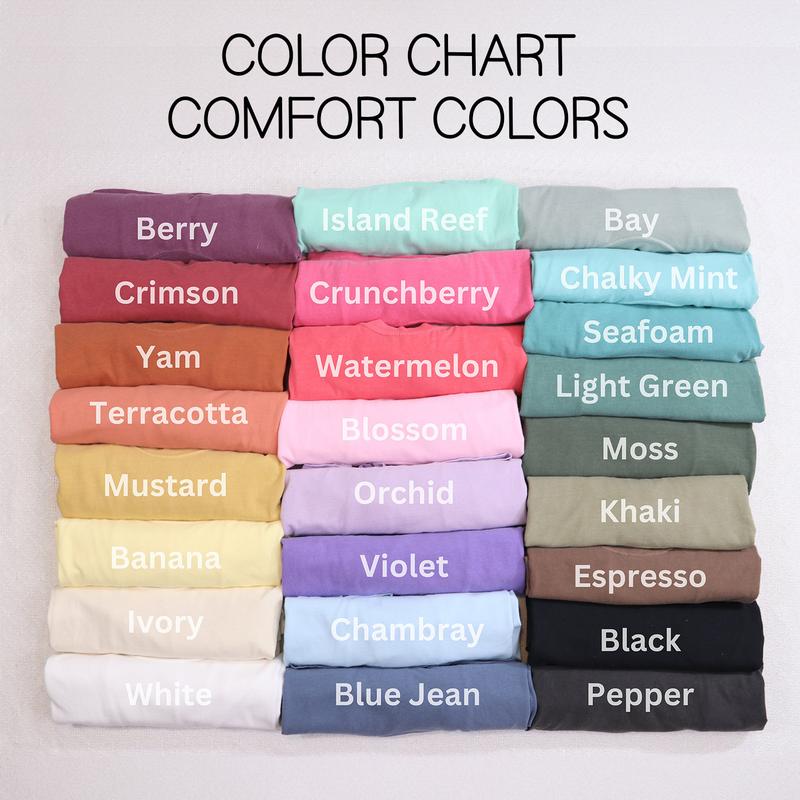 COLOR CHART
COMFORT COLORS
Berry
Crimson
Yam
Terracotta
Mustard
Banana
Ivory
White
Island Reef
Crunchberry
Watermelon
Blossom
Orchid
Violet
Chambray
Blue Jean
Bay
Chalky Mint
Seafoam
Light Green
Moss
Khaki
Espresso
Black
Pepper